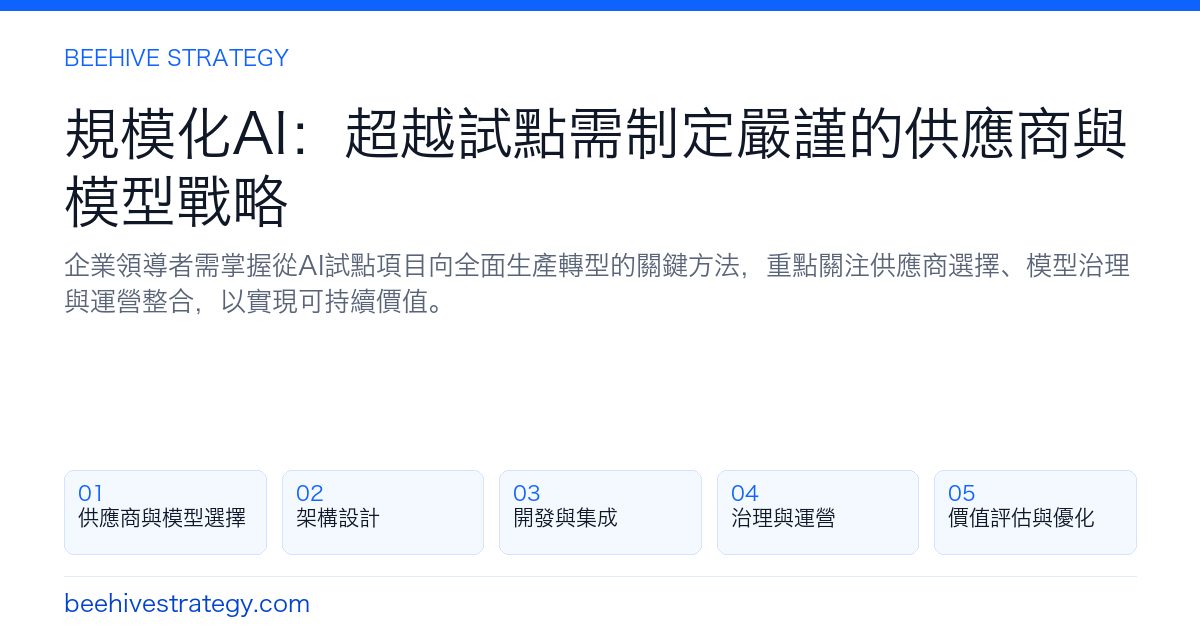 BEEHIVE STRATEGY
規模化AI：超越試點需制定嚴謹的供應商與
模型戰略
企業領導者需掌握從AI試點項目向全面生產轉型的關鍵方法，重點關注供應商選擇、模型治理
與運營整合，以實現可持續價值。
01
供應商與模型選擇
02
架構設計
03
開發與集成
04
治理與運營
05
價值評估與優化
beehivestrategy.com